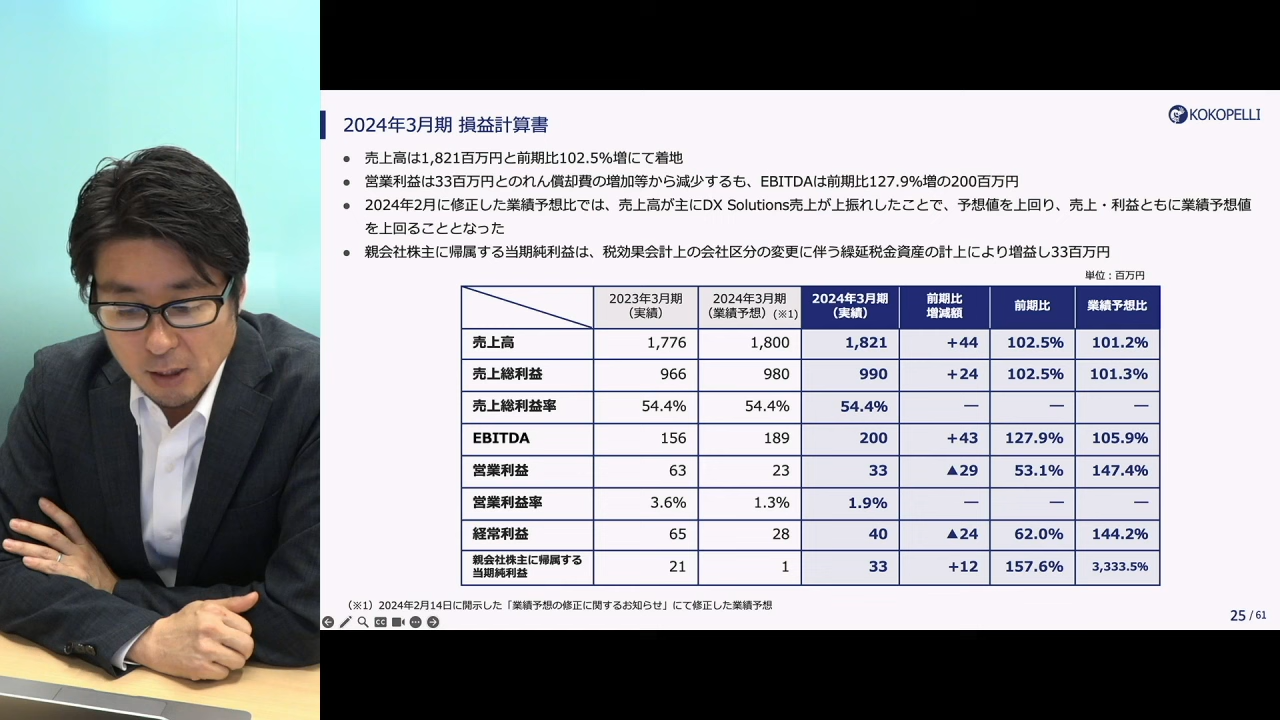 KOKOPELLI
2024年3月期 損益計算書
● 売上高は1,821百万円と前期比102.5%増にて着地
● 営業利益は33百万円とのれん償却費の増加等から減少するも、EBITDAは前期比127.9%増の200百万円
● 2024年2月に修正した業績予想比では、売上高が主にDX Solutions売上が上振れしたことで、予想値を上回り、売上・利益ともに業績予想値
を上回ることとなった
● 親会社株主に帰属する当期純利益は、税効果会計上の会社区分の変更に伴う繰延税金資産の計上により増益し33百万円
単位：百万円
2023年3月期（実績） 2024年3月期（業績予想）(※1) 2024年3月期（実績） 前期比増減額 前期比 業績予想比
売上高 1,776 1,800 1,821 +44 102.5% 101.2%
売上総利益 966 980 990 +24 102.5% 101.3%
売上総利益率 54.4% 54.4% 54.4% — — —
EBITDA 156 189 200 +43 127.9% 105.9%
営業利益 63 23 33 ▲29 53.1% 147.4%
営業利益率 3.6% 1.3% 1.9% — — —
経常利益 65 28 40 ▲24 62.0% 144.2%
親会社株主に帰属する当期純利益 21 1 33 +12 157.6% 3,333.5%
（※1）2024年2月14日に開示した「業績予想の修正に関するお知らせ」にて修正した業績予想
CC
25 / 61